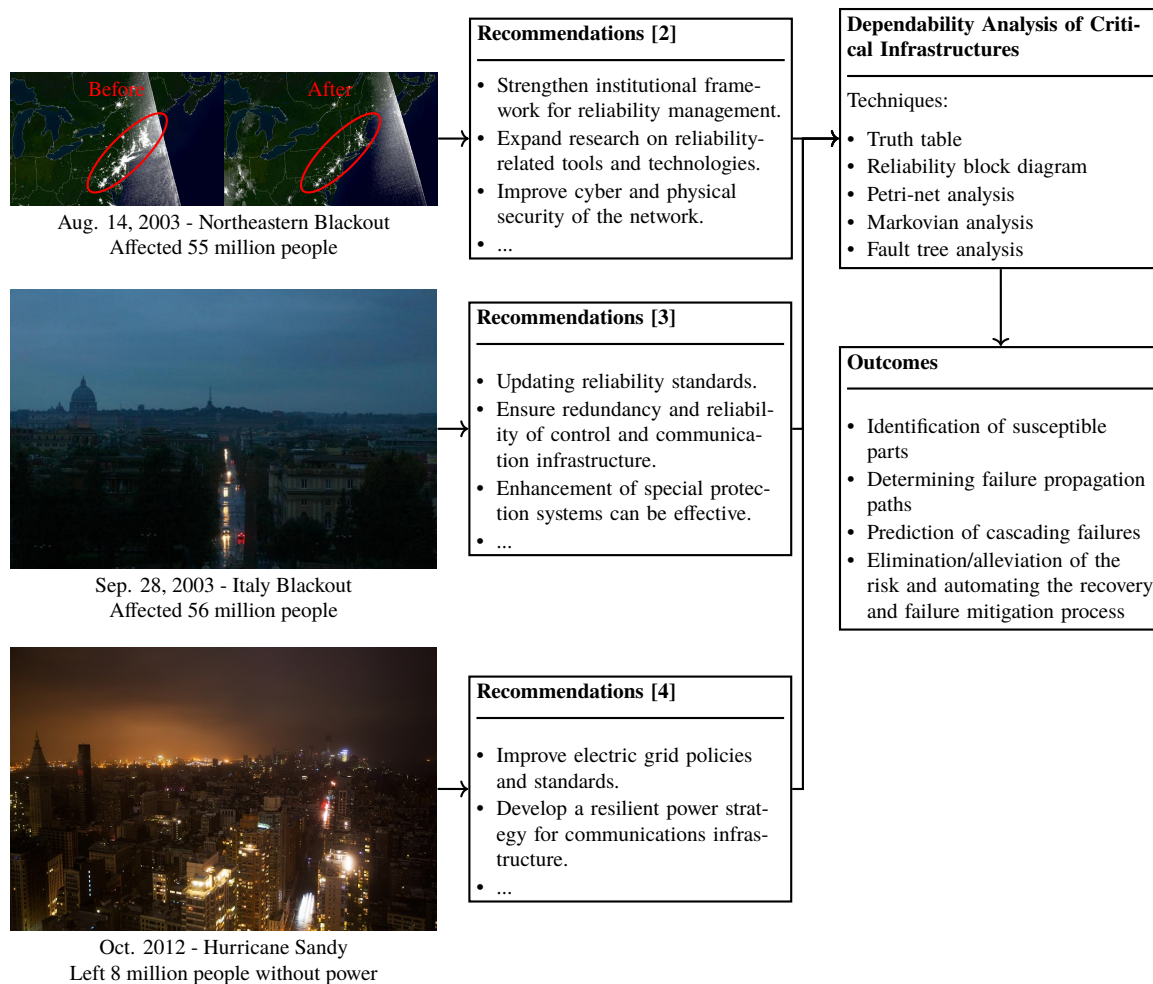 Before
After
Aug. 14, 2003 - Northeastern Blackout
Affected 55 million people
Recommendations [2]
• Strengthen institutional frame-
work for reliability management.
• Expand research on reliability-
related tools and technologies.
• Improve cyber and physical
security of the network.
• ...
Sep. 28, 2003 - Italy Blackout
Affected 56 million people
Recommendations [3]
• Updating reliability standards.
• Ensure redundancy and reliabil-
ity of control and communica-
tion infrastructure.
• Enhancement of special protec-
tion systems can be effective.
• ...
Oct. 2012 - Hurricane Sandy
Left 8 million people without power
Recommendations [4]
• Improve electric grid policies
and standards.
• Develop a resilient power strat-
egy for communications infras-
tructure.
• ...
Dependability Analysis of Criti-
cal Infrastructures
Techniques:
• Truth table
• Reliability block diagram
• Petri-net analysis
• Markovian analysis
• Fault tree analysis
Outcomes
• Identification of susceptible
parts
• Determining failure propagation
paths
• Prediction of cascading failures
• Elimination/alleviation of the
risk and automating the recovery
and failure mitigation process